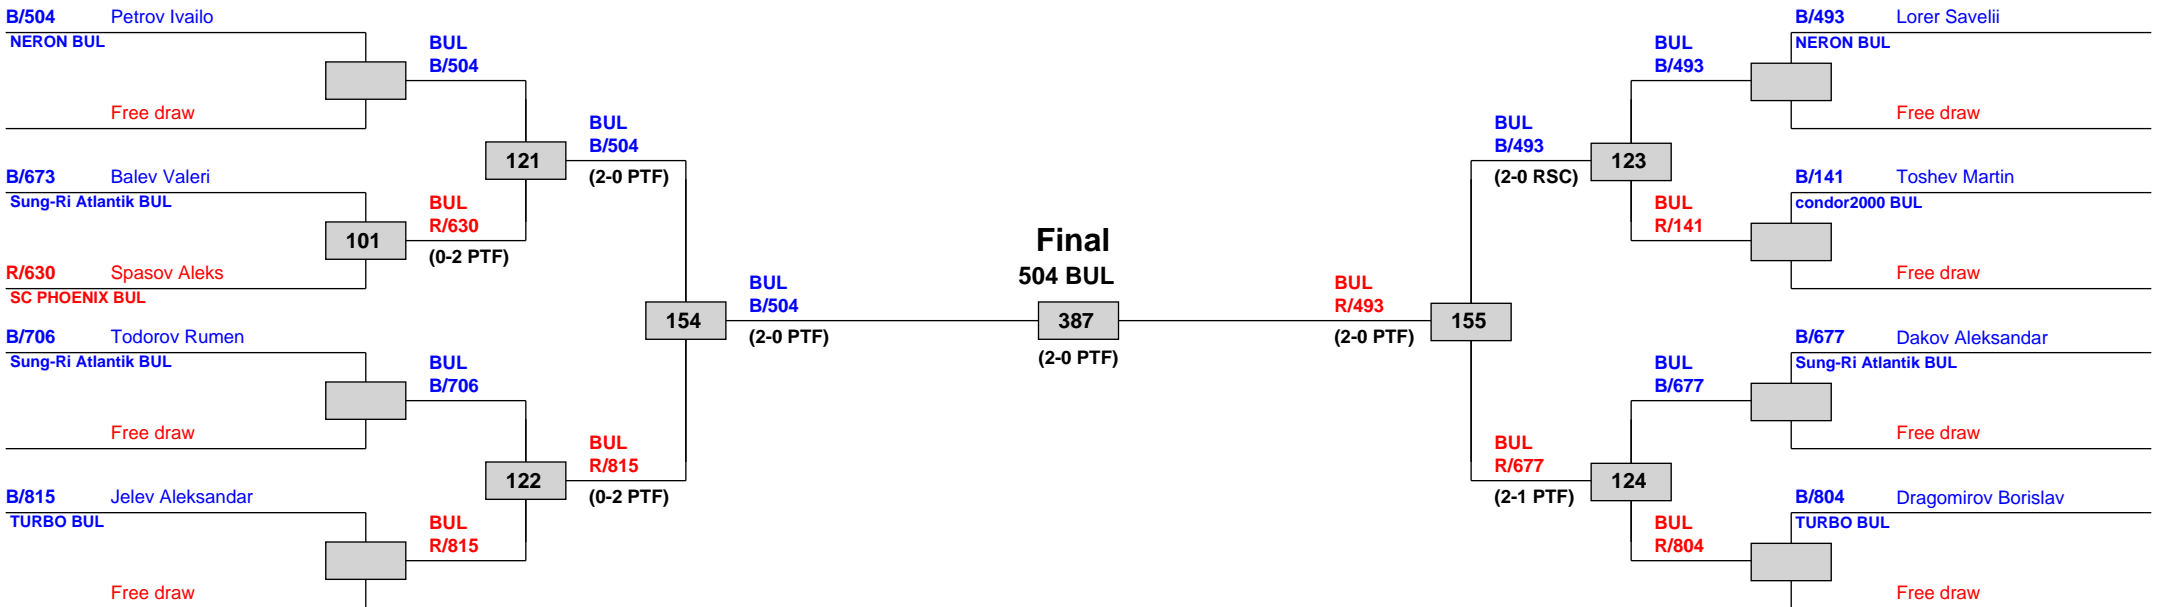 B/504 Petrov Ivailo
NERON BUL
Free draw
B/673 Balev Valeri
Sung-Ri Atlantik BUL
R/630 Spasov Aleks
SC PHOENIX BUL
B/706 Todorov Rumen
Sung-Ri Atlantik BUL
Free draw
B/815 Jelev Aleksandar
TURBO BUL
Free draw
BUL
B/504
101
BUL
R/630
(0-2 PTF)
BUL
B/706
BUL
R/815
121
BUL
B/504
(2-0 PTF)
122
BUL
R/815
(0-2 PTF)
154
BUL
B/504
(2-0 PTF)
Final
504 BUL
387
(2-0 PTF)
BUL
R/493
(2-0 PTF)
155
BUL
B/493
(2-0 RSC)
123
BUL
R/677
(2-1 PTF)
124
BUL
B/493
BUL
R/141
BUL
B/677
BUL
R/804
B/493 Lorer Savelii
NERON BUL
Free draw
B/141 Toshev Martin
condor2000 BUL
Free draw
B/677 Dakov Aleksandar
Sung-Ri Atlantik BUL
Free draw
B/804 Dragomirov Borislav
TURBO BUL
Free draw